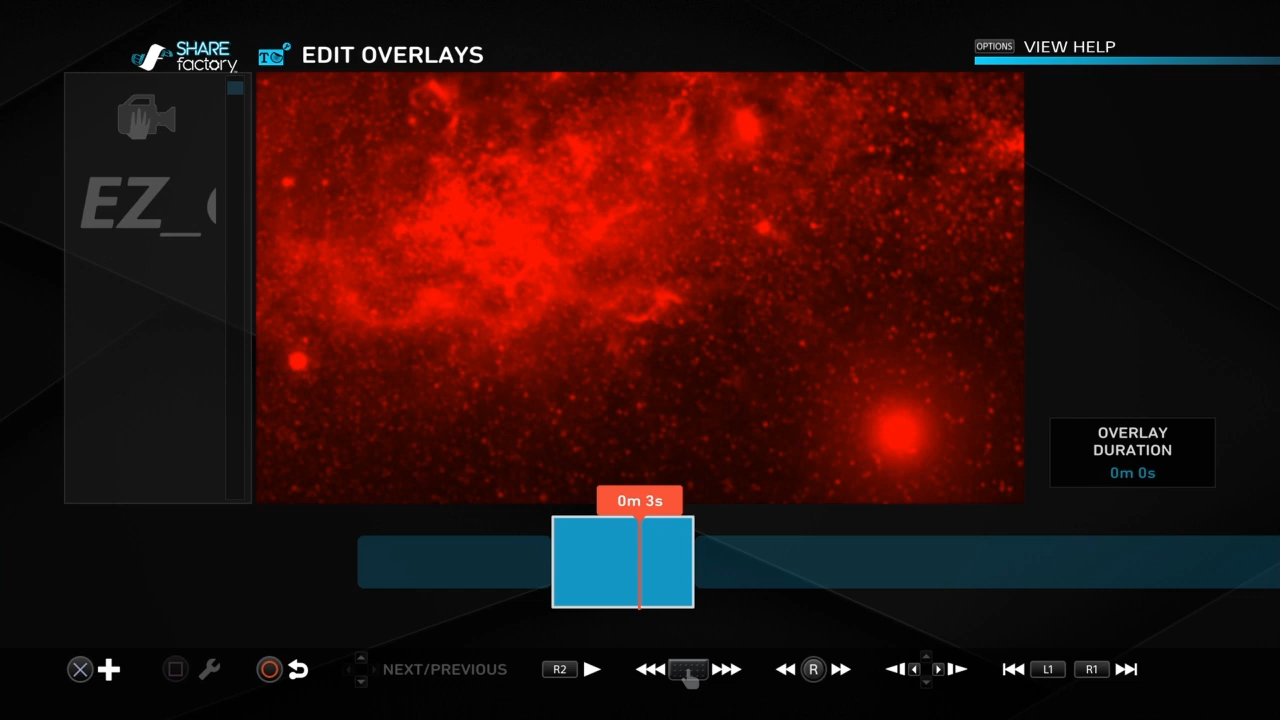 SHARE
factory
EDIT OVERLAYS
OPTIONS VIEW HELP
EZ_
OVERLAY
DURATION
0m 0s
0m 3s
NEXT/PREVIOUS
R2
R
L1
R1